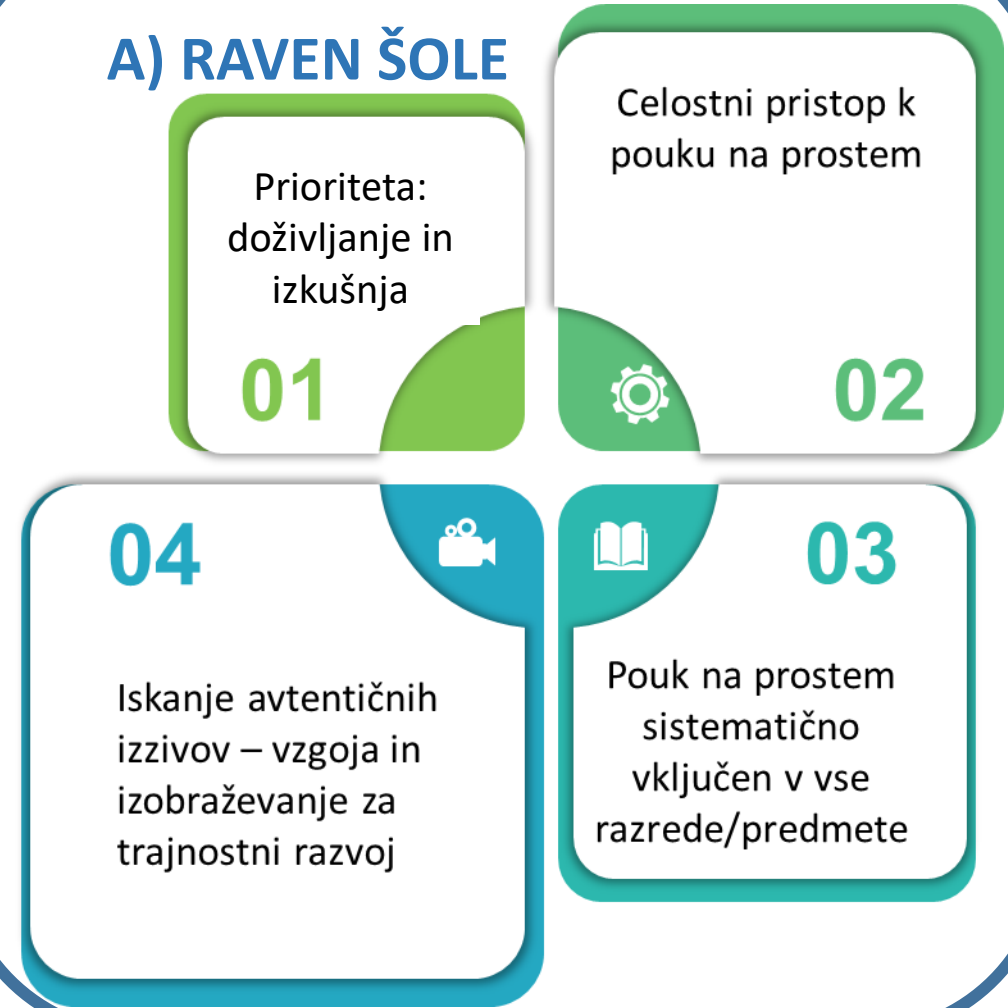 A) RAVEN ŠOLE
Prioriteta:
doživljanje in
izkušnja
01
Celostni pristop k
pouku na prostem
02
03
Pouk na prostem
sistematično
vključen v vse
razrede/predmete
04
Iskanje avtentičnih
izzivov – vzgoja in
izobraževanje za
trajnostni razvoj